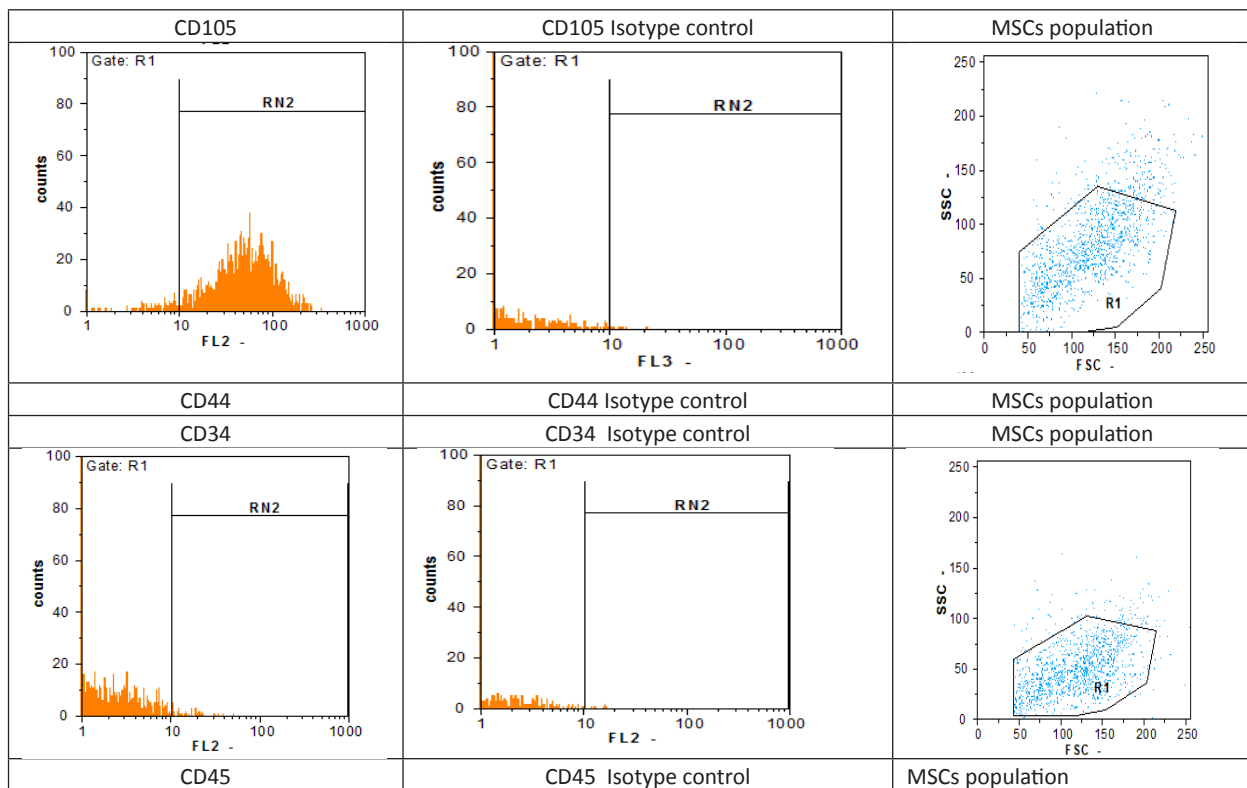 CD105 CD105 Isotype control MSCs population
100 Gate: R1 RN2
80
60
40
20
0
counts
1 10 100 1000
FL2 -
100 Gate: R1 RN2
80
60
40
20
0
counts
1 10 100 1000
FL3 -
250
200
150
100
50
0
SSC -
R1
0 50 100 150 200 250
FSC -
CD44 CD44 Isotype control MSCs population
CD34 CD34 Isotype control MSCs population
100 Gate: R1 RN2
80
60
40
20
0
counts
1 10 100 1000
FL2 -
100 Gate: R1 RN2
80
60
40
20
0
counts
1 10 100 1000
FL2 -
250
200
150
100
50
0
SSC -
R1
0 50 100 150 200 250
FSC -
CD45 CD45 Isotype control MSCs population